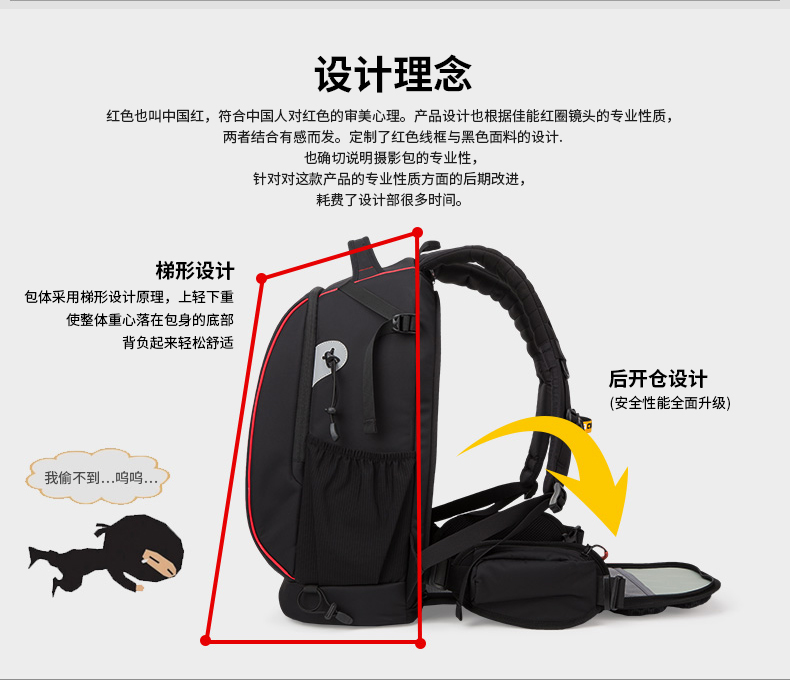 设计理念
红色也叫中国红，符合中国人对红色的审美心理。产品设计也根据佳能红圈镜头的专业性质，
两者结合有感而发。定制了红色线框与黑色面料的设计.
也确切说明摄影包的专业性，
针对对这款产品的专业性质方面的后期改进，
耗费了设计部很多时间。
梯形设计
包体采用梯形设计原理，上轻下重
使整体重心落在包身的底部
背负起来轻松舒适
后开仓设计
(安全性能全面升级)
我偷不到...呜呜...